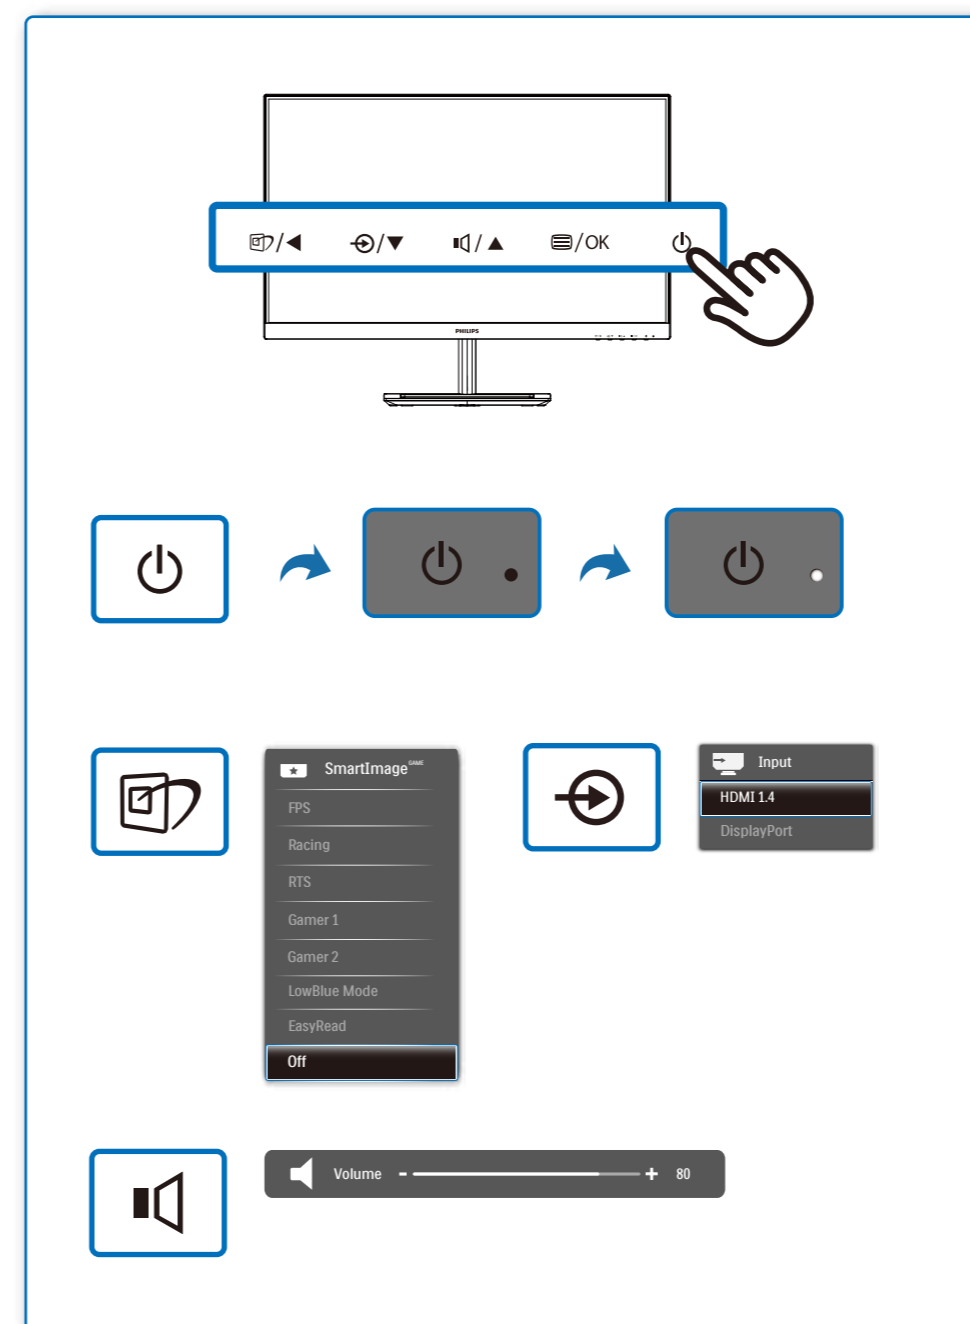 /◀ /▼ /▲ /OK
PHILIPS
SmartImage GAME
FPS
Racing
RTS
Gamer 1
Gamer 2
LowBlue Mode
EasyRead
Off
Input
HDMI 1.4
DisplayPort
Volume - + 80